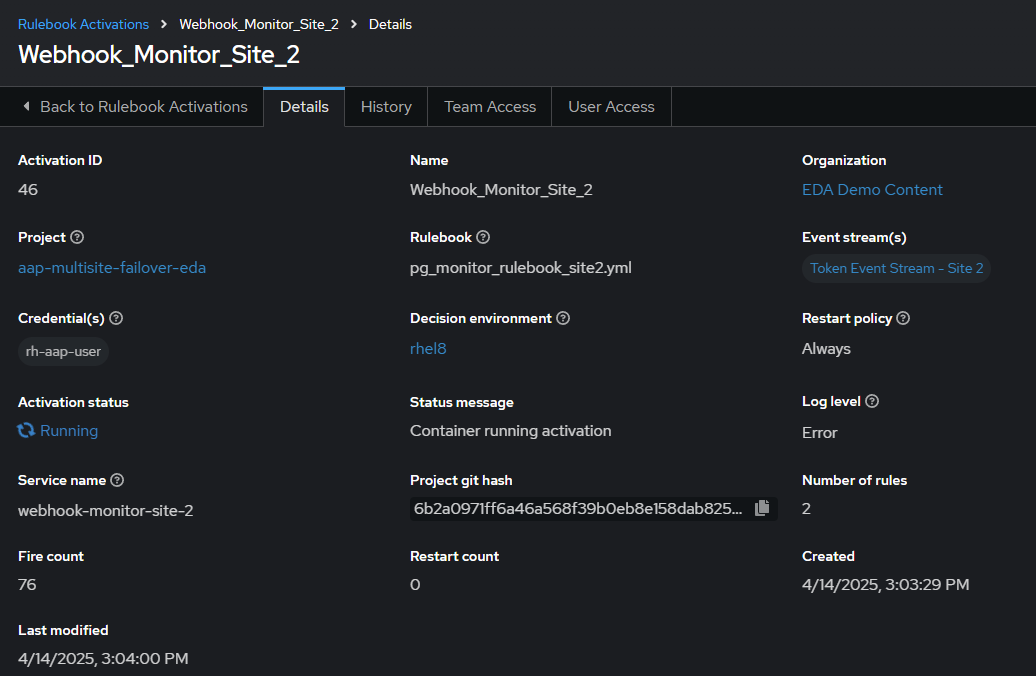 Rulebook Activations > Webhook_Monitor_Site_2 > Details
Webhook_Monitor_Site_2
Back to Rulebook Activations Details History Team Access User Access
Activation ID
46
Name
Webhook_Monitor_Site_2
Organization
EDA Demo Content
Project
aap-multisite-failover-eda
Rulebook
pg_monitor_rulebook_site2.yml
Event stream(s)
Token Event Stream - Site 2
Credential(s)
rh-aap-user
Decision environment
rhel8
Restart policy
Always
Activation status
Running
Status message
Container running activation
Log level
Error
Service name
webhook-monitor-site-2
Project git hash
6b2a0971ff6a46a568f39b0eb8e158dab825...
Number of rules
2
Fire count
76
Restart count
0
Created
4/14/2025, 3:03:29 PM
Last modified
4/14/2025, 3:04:00 PM